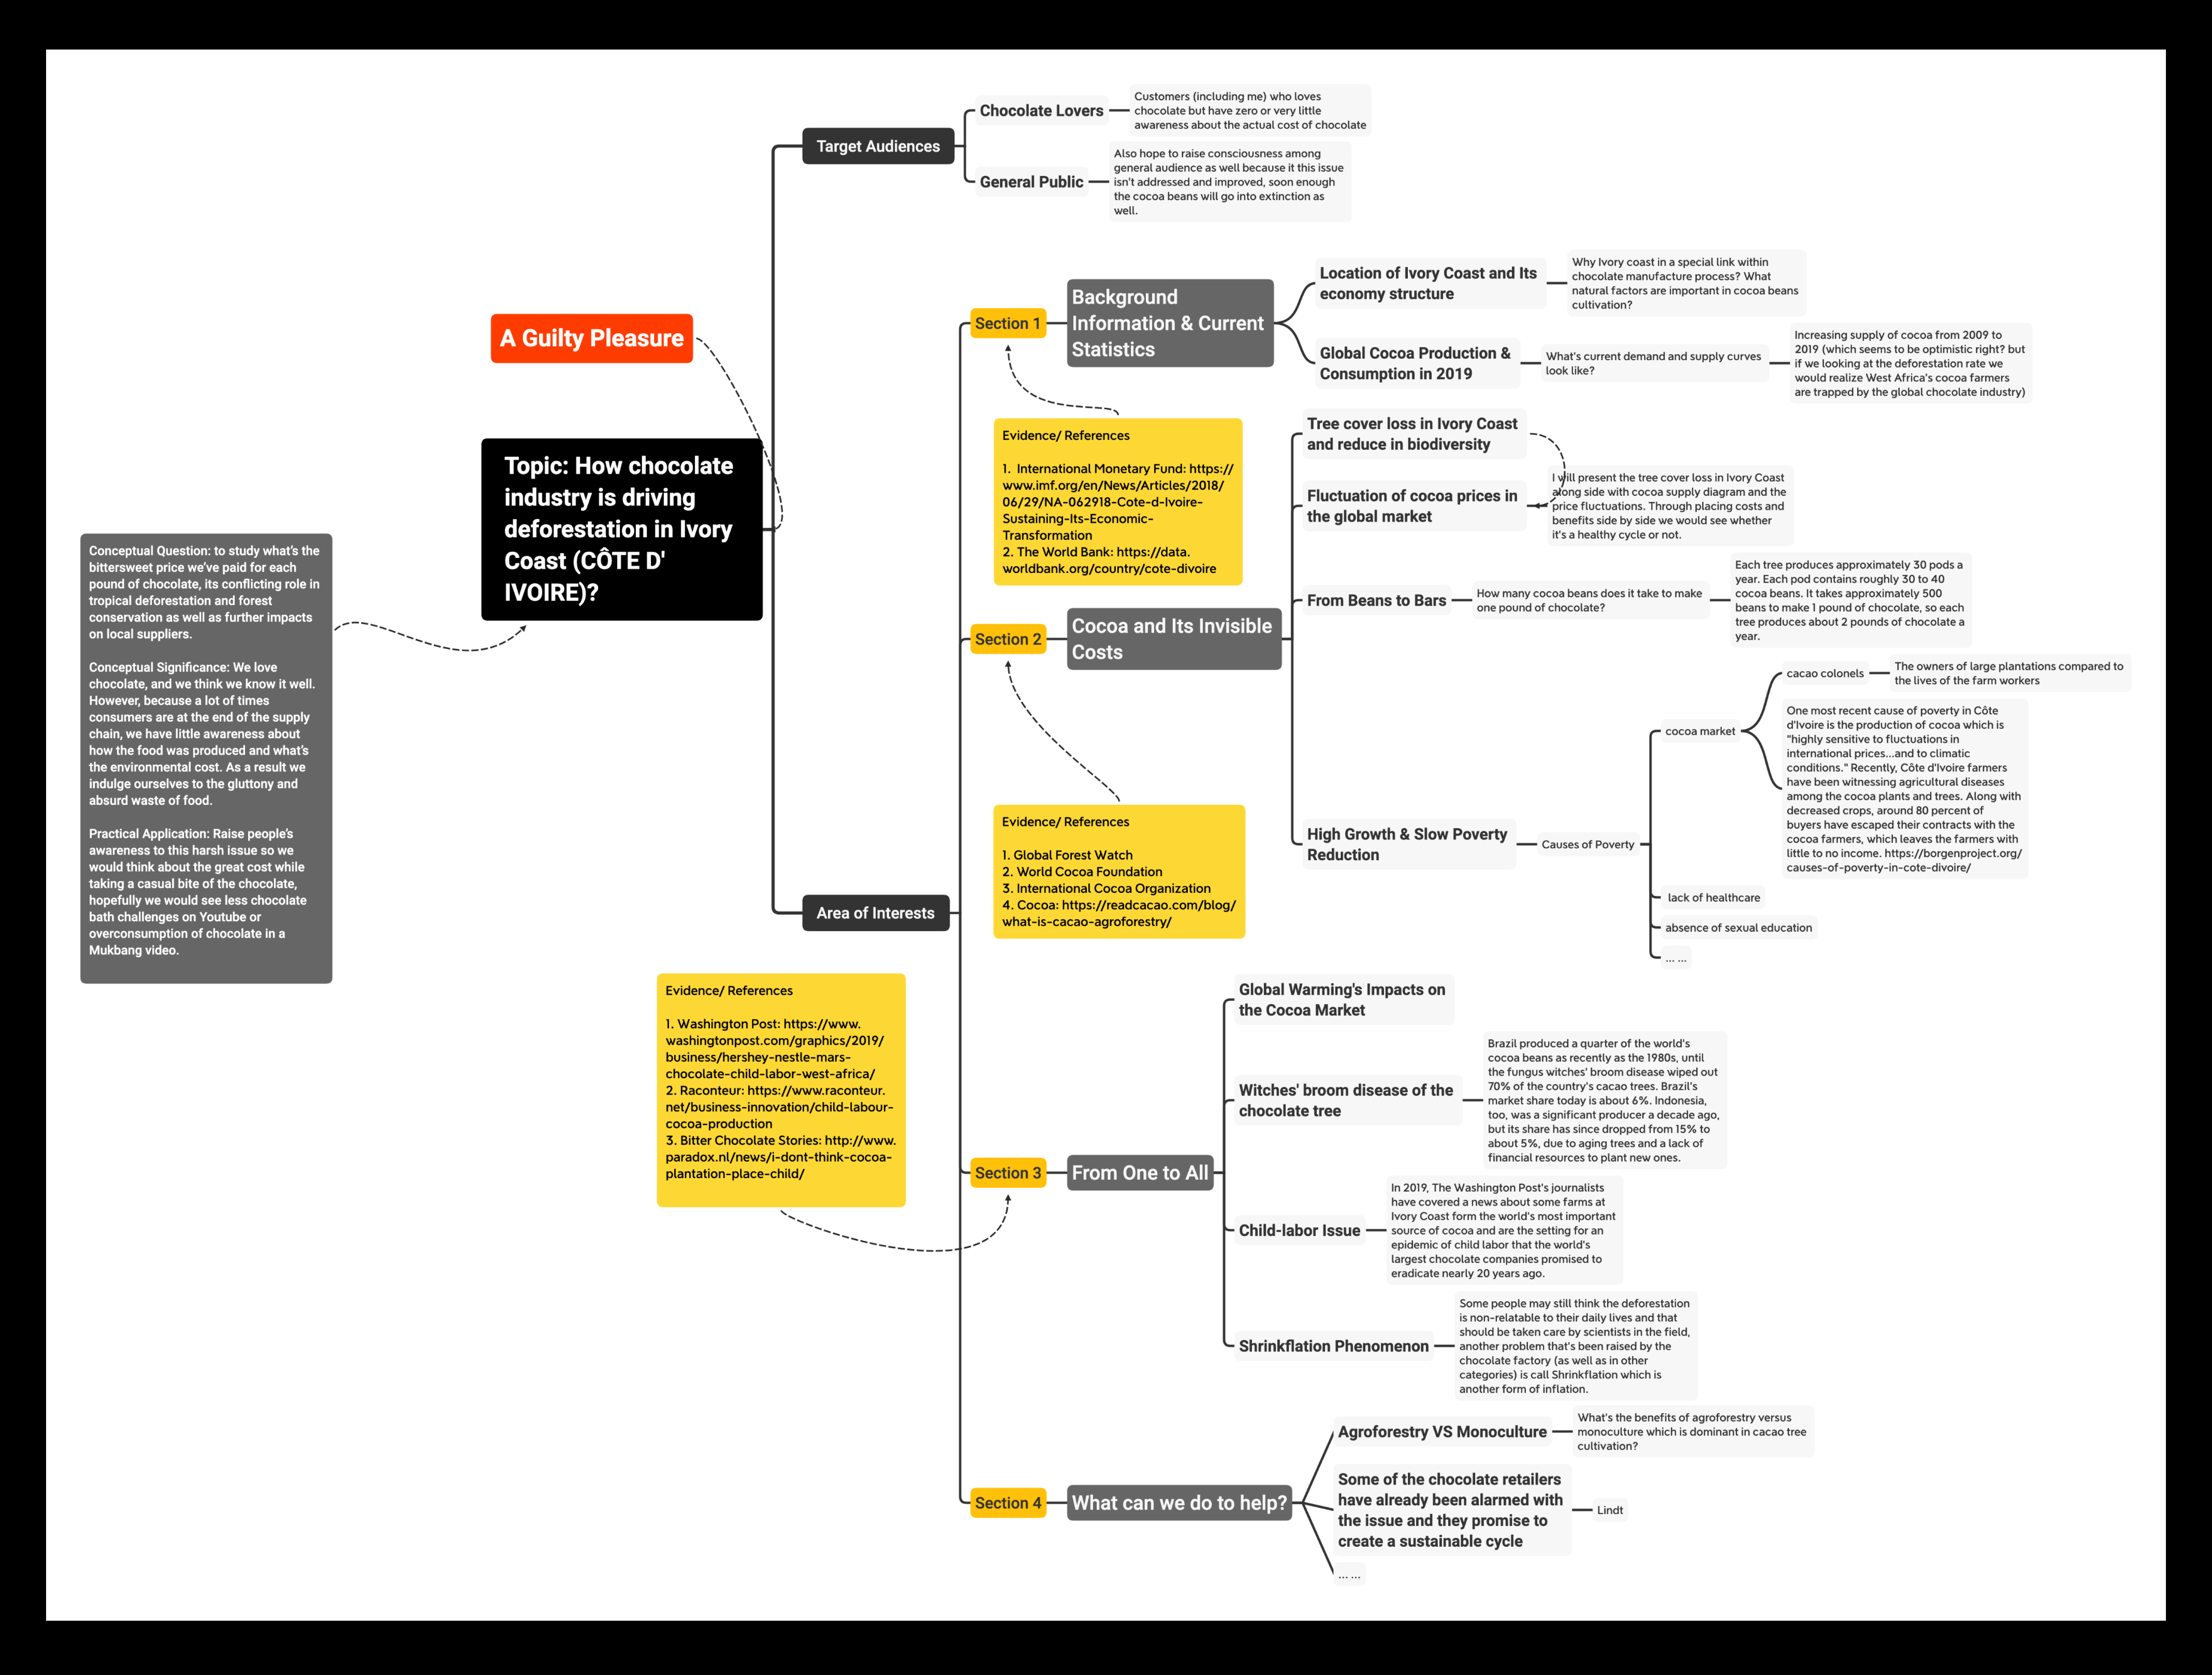 A Guilty Pleasure
Topic: How chocolate
industry is driving
deforestation in Ivory
Coast (CÔTE D'
IVOIRE)?
Conceptual Question: to study what's the
bittersweet price we've paid for each
pound of chocolate, its conflicting role in
tropical deforestation and forest
conservation as well as further impacts
on local suppliers.
Conceptual Significance: We love
chocolate, and we think we know it well.
However, because a lot of times
consumers are at the end of the supply
chain, we have little awareness about
how the food was produced and what's
the environmental cost. As a result we
indulge ourselves to the gluttony and
absurd waste of food.
Practical Application: Raise people's
awareness to this harsh issue so we
would think about the great cost while
taking a casual bite of the chocolate,
hopefully we would see less chocolate
bath challenges on Youtube or
overconsumption of chocolate in a
Mukbang video.
Target Audiences
Chocolate Lovers
Customers (including me) who loves
chocolate but have zero or very little
awareness about the actual cost of chocolate
General Public
Also hope to raise consciousness among
general audience as well because it this issue
isn't addressed and improved, soon enough
the cocoa beans will go into extinction as
well.
Area of Interests
Section 1
Background
Information & Current
Statistics
Location of Ivory Coast and Its
economy structure
Why Ivory coast in a special link within
chocolate manufacture process? What
natural factors are important in cocoa beans
cultivation?
Global Cocoa Production &
Consumption in 2019
What's current demand and supply curves
look like?
Increasing supply of cocoa from 2009 to
2019 (which seems to be optimistic right? but
if we looking at the deforestation rate we
would realize West Africa's cocoa farmers
are trapped by the global chocolate industry)
Evidence/ References
1. International Monetary Fund: https://
www.imf.org/en/News/Articles/2018/
06/29/NA-062918-Cote-d-Ivoire-
Sustaining-Its-Economic-
Transformation
2. The World Bank: https://data.
worldbank.org/country/cote-divoire
Section 2
Cocoa and Its Invisible
Costs
Tree cover loss in Ivory Coast
and reduce in biodiversity
Fluctuation of cocoa prices in
the global market
I will present the tree cover loss in Ivory Coast
along side with cocoa supply diagram and the
price fluctuations. Through placing costs and
benefits side by side we would see whether
it's a healthy cycle or not.
From Beans to Bars
How many cocoa beans does it take to make
one pound of chocolate?
Each tree produces approximately 30 pods a
year. Each pod contains roughly 30 to 40
cocoa beans. It takes approximately 500
beans to make 1 pound of chocolate, so each
tree produces about 2 pounds of chocolate a
year.
High Growth & Slow Poverty
Reduction
Causes of Poverty
cocoa market
cacao colonels
The owners of large plantations compared to
the lives of the farm workers
One most recent cause of poverty in Côte
d'Ivoire is the production of cocoa which is
"highly sensitive to fluctuations in
international prices...and to climatic
conditions." Recently, Côte d'Ivoire farmers
have been witnessing agricultural diseases
among the cocoa plants and trees. Along with
decreased crops, around 80 percent of
buyers have escaped their contracts with the
cocoa farmers, which leaves the farmers with
little to no income. https://borgenproject.org/
causes-of-poverty-in-cote-divoire/
lack of healthcare
absence of sexual education
... ...
Evidence/ References
1. Global Forest Watch
2. World Cocoa Foundation
3. International Cocoa Organization
4. Cocoa: https://readcacao.com/blog/
what-is-cacao-agroforestry/
Section 3
From One to All
Global Warming's Impacts on
the Cocoa Market
Witches' broom disease of the
chocolate tree
Brazil produced a quarter of the world's
cocoa beans as recently as the 1980s, until
the fungus witches' broom disease wiped out
70% of the country's cacao trees. Brazil's
market share today is about 6%. Indonesia,
too, was a significant producer a decade ago,
but its share has since dropped from 15% to
about 5%, due to aging trees and a lack of
financial resources to plant new ones.
Child-labor Issue
In 2019, The Washington Post's journalists
have covered a news about some farms at
Ivory Coast form the world's most important
source of cocoa and are the setting for an
epidemic of child labor that the world's
largest chocolate companies promised to
eradicate nearly 20 years ago.
Shrinkflation Phenomenon
Some people may still think the deforestation
is non-relatable to their daily lives and that
should be taken care by scientists in the field,
another problem that's been raised by the
chocolate factory (as well as in other
categories) is call Shrinkflation which is
another form of inflation.
Evidence/ References
1. Washington Post: https://www.
washingtonpost.com/graphics/2019/
business/hershey-nestle-mars-
chocolate-child-labor-west-africa/
2. Raconteur: https://www.raconteur.
net/business-innovation/child-labour-
cocoa-production
3. Bitter Chocolate Stories: http://www.
paradox.nl/news/i-dont-think-cocoa-
plantation-place-child/
Section 4
What can we do to help?
Agroforestry VS Monoculture
What's the benefits of agroforestry versus
monoculture which is dominant in cacao tree
cultivation?
Some of the chocolate retailers
have already been alarmed with
the issue and they promise to
create a sustainable cycle
Lindt
... ...